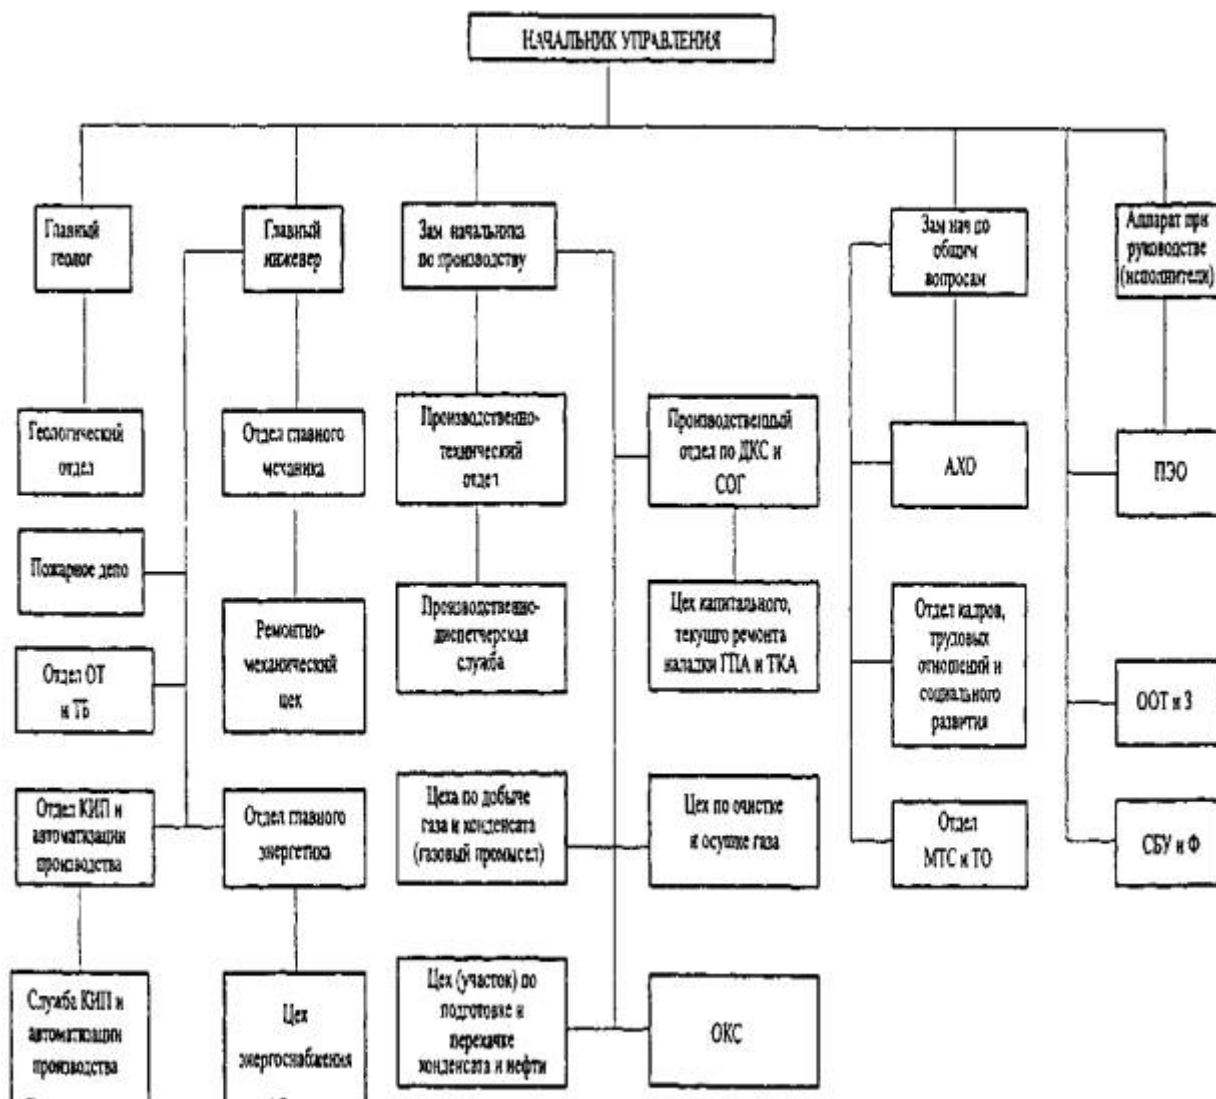 НАЧАЛЬНИК УПРАВЛЕНИЯ
Главный
геолог
Главный
инженер
Зам начальника
по производству
Зам нач по
общим
вопросам
Аппарат при
руководстве
(исполнители)
Геологический
отдел
Отдел главного
механика
Производственно-
технический
отдел
Производственный
отдел по ДКС и
СОГ
АХО
ПЭО
Пожарное депо
Ремонтно-
механический
цех
Производственно-
диспетчерская
служба
Цех капитального,
текущго ремонта
наладки ГПА и ТКА
Отдел кадров,
трудовых
отношений и
социального
развития
Отдел ОТ
и ТБ
ООТ и З
Отдел КИП и
автоматизации
производства
Отдел главного
энергетика
Цеха по добыче
газа и конденсата
(газовый промысел)
Цех по очистке
и осушке газа
Отдел
МТС и ТО
СБУ и Ф
Служба КИП и
автоматизации
производства
Цех
энергоснабжения
Цех (участок) по
подготовке и
перекачке
конденсата и нефти
ОКС